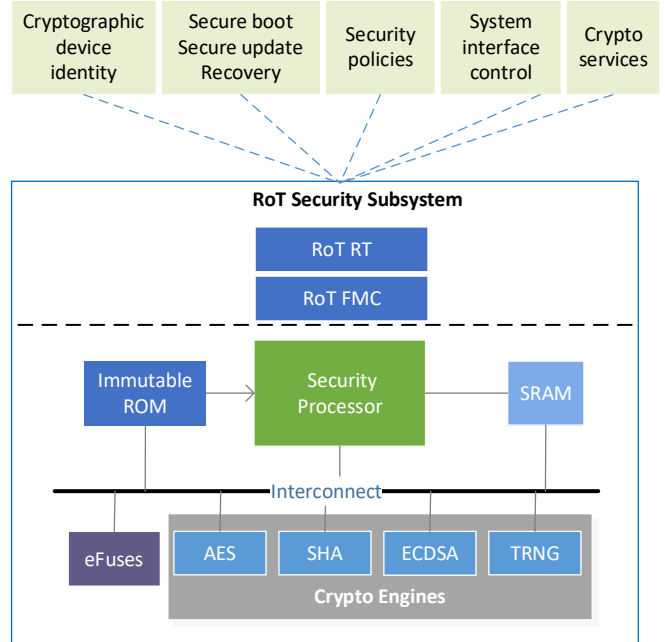 Cryptographic
device
identity
Secure boot
Secure update
Recovery
Security
policies
System
interface
control
Crypto
services
RoT Security Subsystem
RoT RT
RoT FMC
Immutable
ROM
Security
Processor
SRAM
Interconnect
eFuses
AES
SHA
ECDSA
TRNG
Crypto Engines